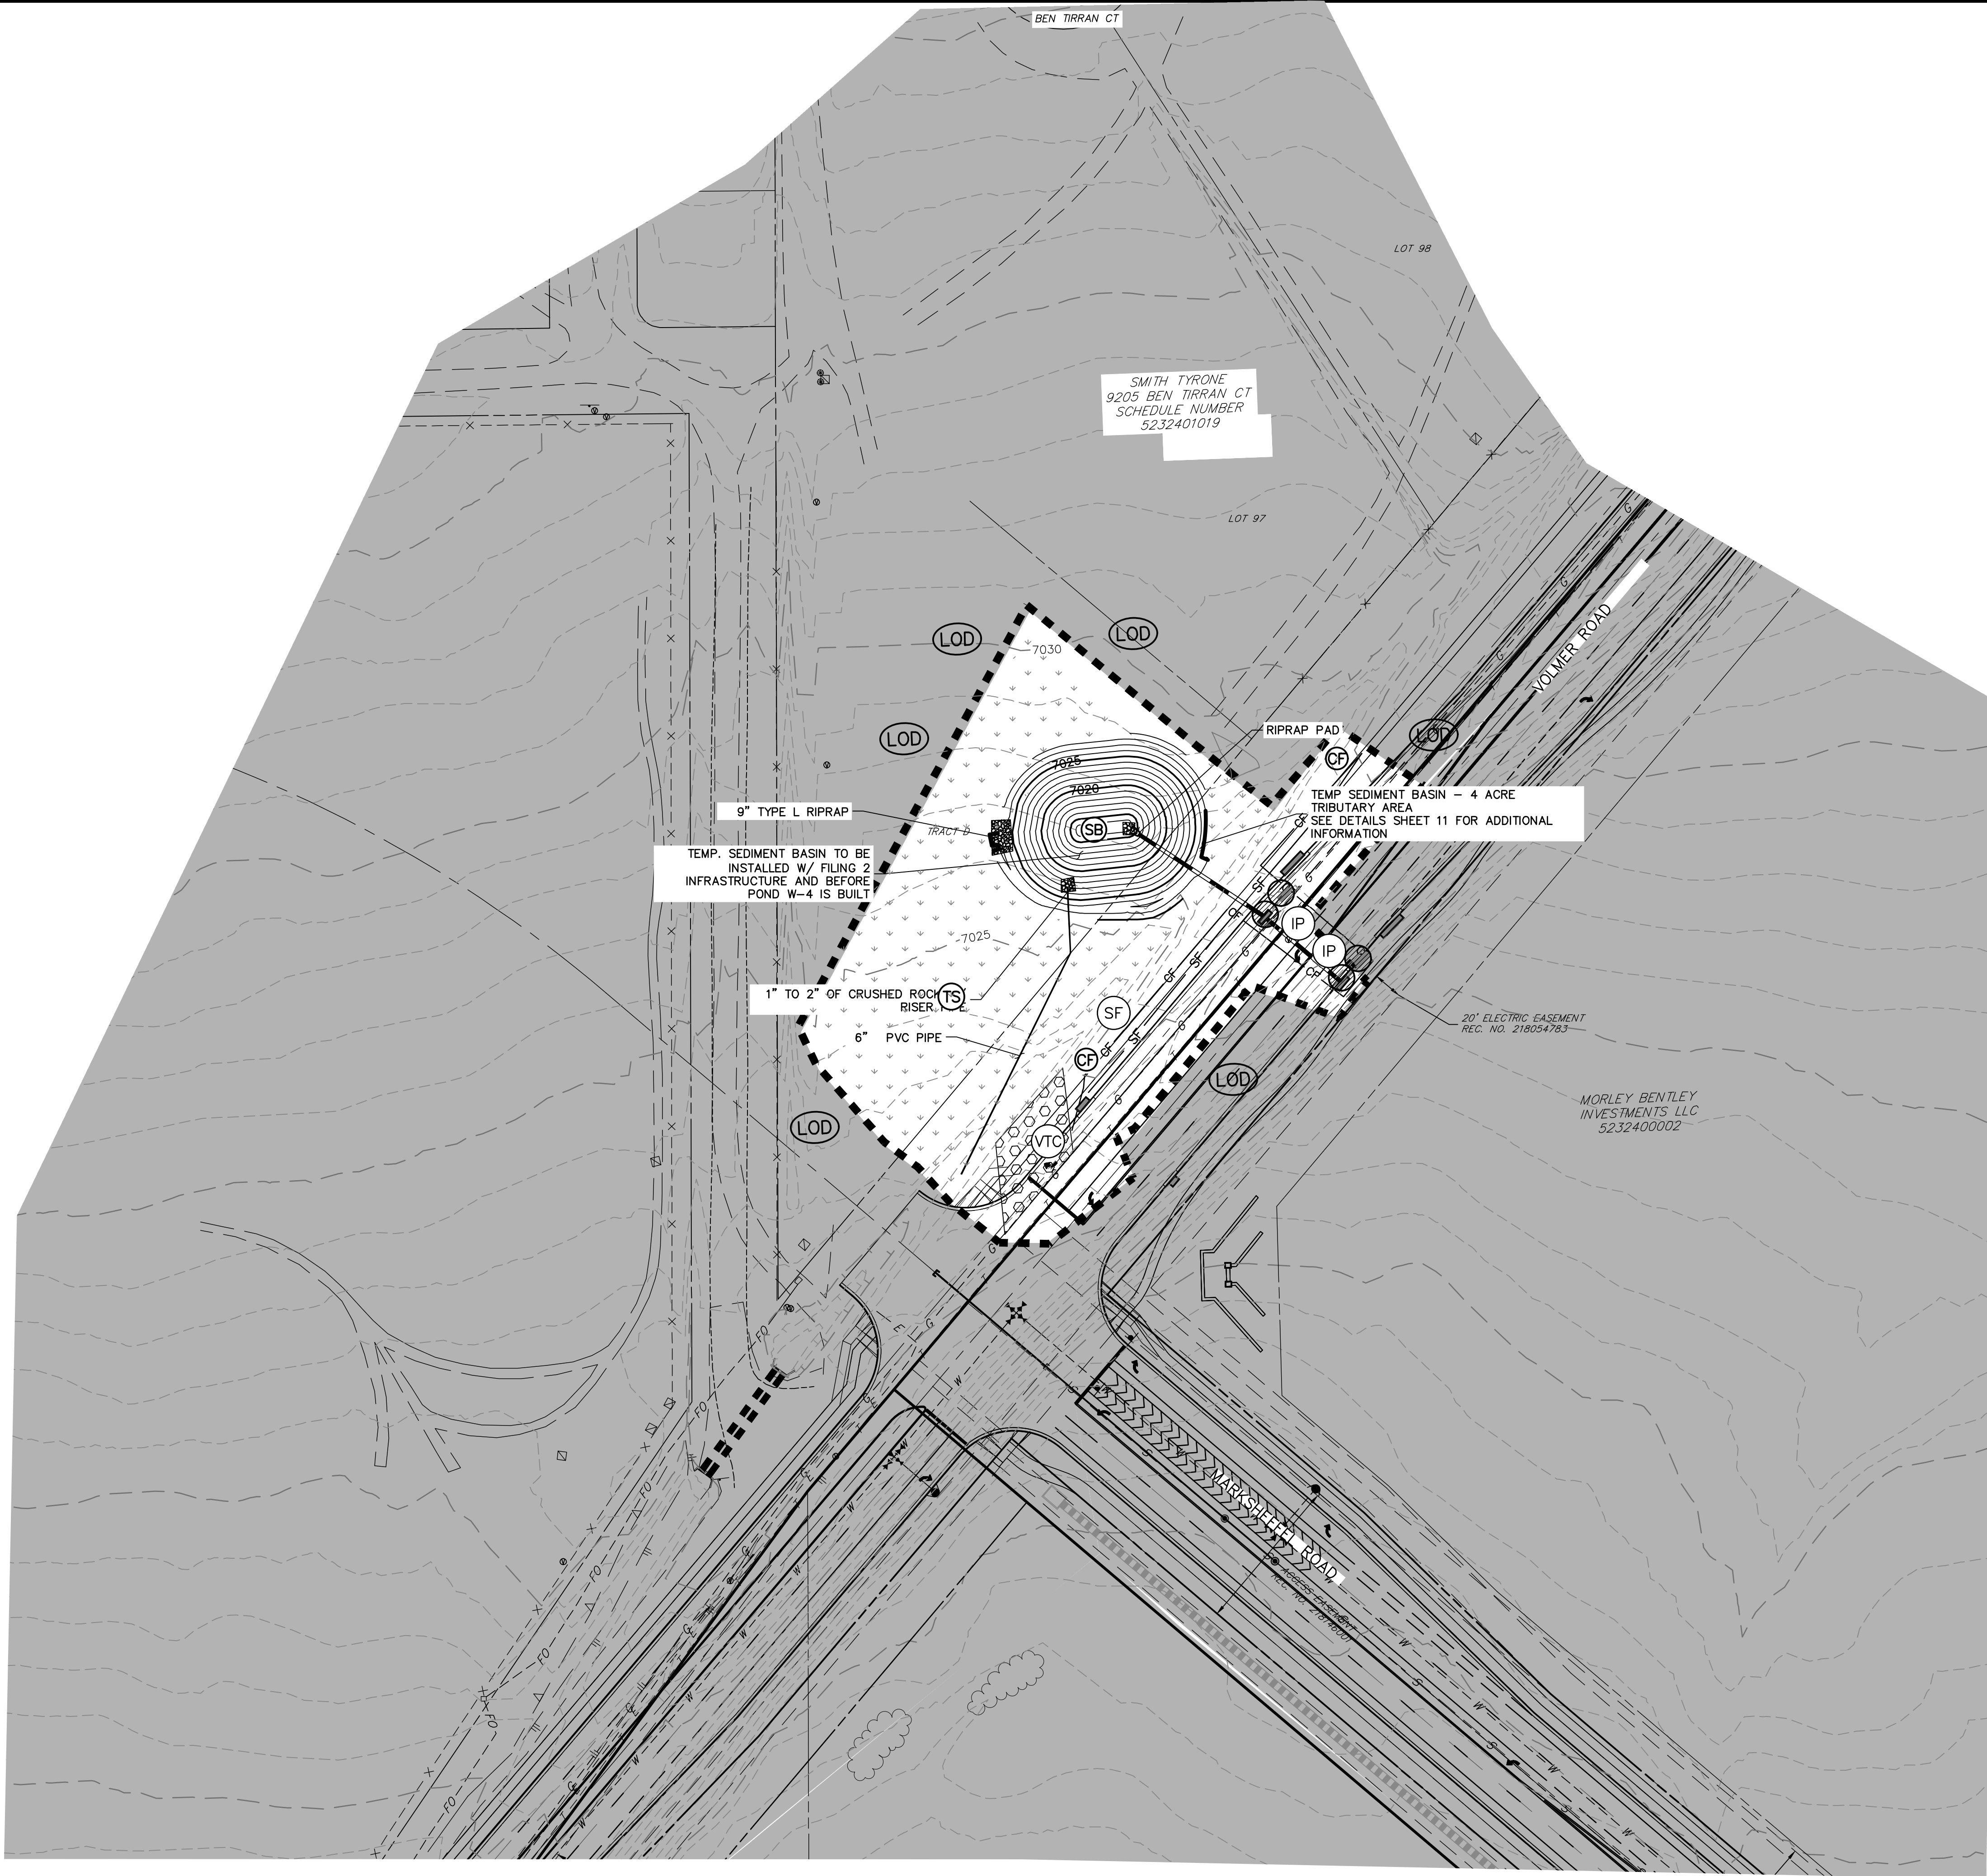 BEN TIRRAN CT
LOT 98
SMITH TYRONE
9205 BEN TIRRAN CT
SCHEDULE NUMBER
5232401019
LOT 97
VOLMER ROAD
LOD
LOD
7030
LOD
LOD
RIPRAP PAD
CF
7025
7020
TEMP SEDIMENT BASIN – 4 ACRE
TRIBUTARY AREA
SEE DETAILS SHEET 11 FOR ADDITIONAL
INFORMATION
9" TYPE L RIPRAP
TRACT D
SB
TEMP. SEDIMENT BASIN TO BE
INSTALLED W/ FILING 2
INFRASTRUCTURE AND BEFORE
POND W–4 IS BUILT
IP
IP
7025
1" TO 2" OF CRUSHED ROCK
TS
SF
20' ELECTRIC EASEMENT
REC. NO. 218054783
6" PVC PIPE
CF
LOD
MORLEY BENTLEY
INVESTMENTS LLC
5232400002
LOD
VTC
MARKSHEFFEL ROAD
ACCESS EASEMENT